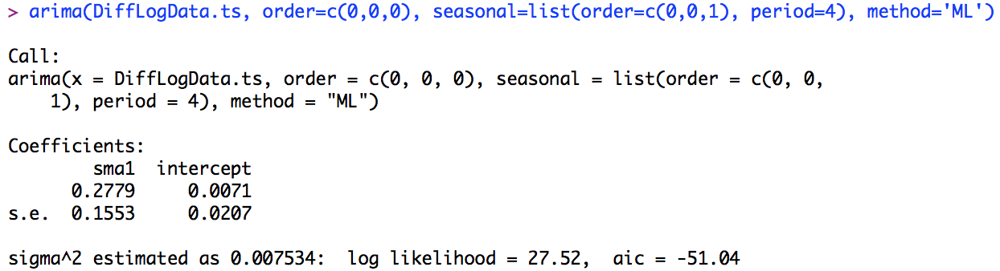 > arima(DiffLogData.ts, order=c(0,0,0), seasonal=list(order=c(0,0,1), period=4), method='ML')

Call:
arima(x = DiffLogData.ts, order = c(0, 0, 0), seasonal = list(order = c(0, 0,
    1), period = 4), method = "ML")

Coefficients:
        sma1  intercept
      0.2779     0.0071
s.e.  0.1553     0.0207

sigma^2 estimated as 0.007534:  log likelihood = 27.52,  aic = -51.04